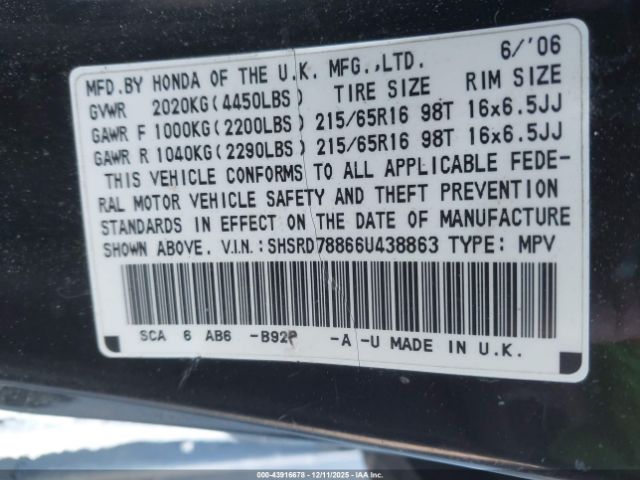 MFD.BY HONDA OF THE U.K. MFG.,LTD. 6/'06
GVWR 2020KG(4450LBS) TIRE SIZE RIM SIZE
GAWR F 1000KG(2200LBS) 215/65R16 98T 16x6.5JJ
GAWR R 1040KG(2290LBS) 215/65R16 98T 16x6.5JJ
THIS VEHICLE CONFORMS TO ALL APPLICABLE FEDE-
RAL MOTOR VEHICLE SAFETY AND THEFT PREVENTION
STANDARDS IN EFFECT ON THE DATE OF MANUFACTURE
SHOWN ABOVE. V.I.N.:SHSRD78866U438863 TYPE: MPV
SCA 6 AB6 -B92P -A -U MADE IN U.K.
000-43916678 - 12/11/2025 - IAAI.COM